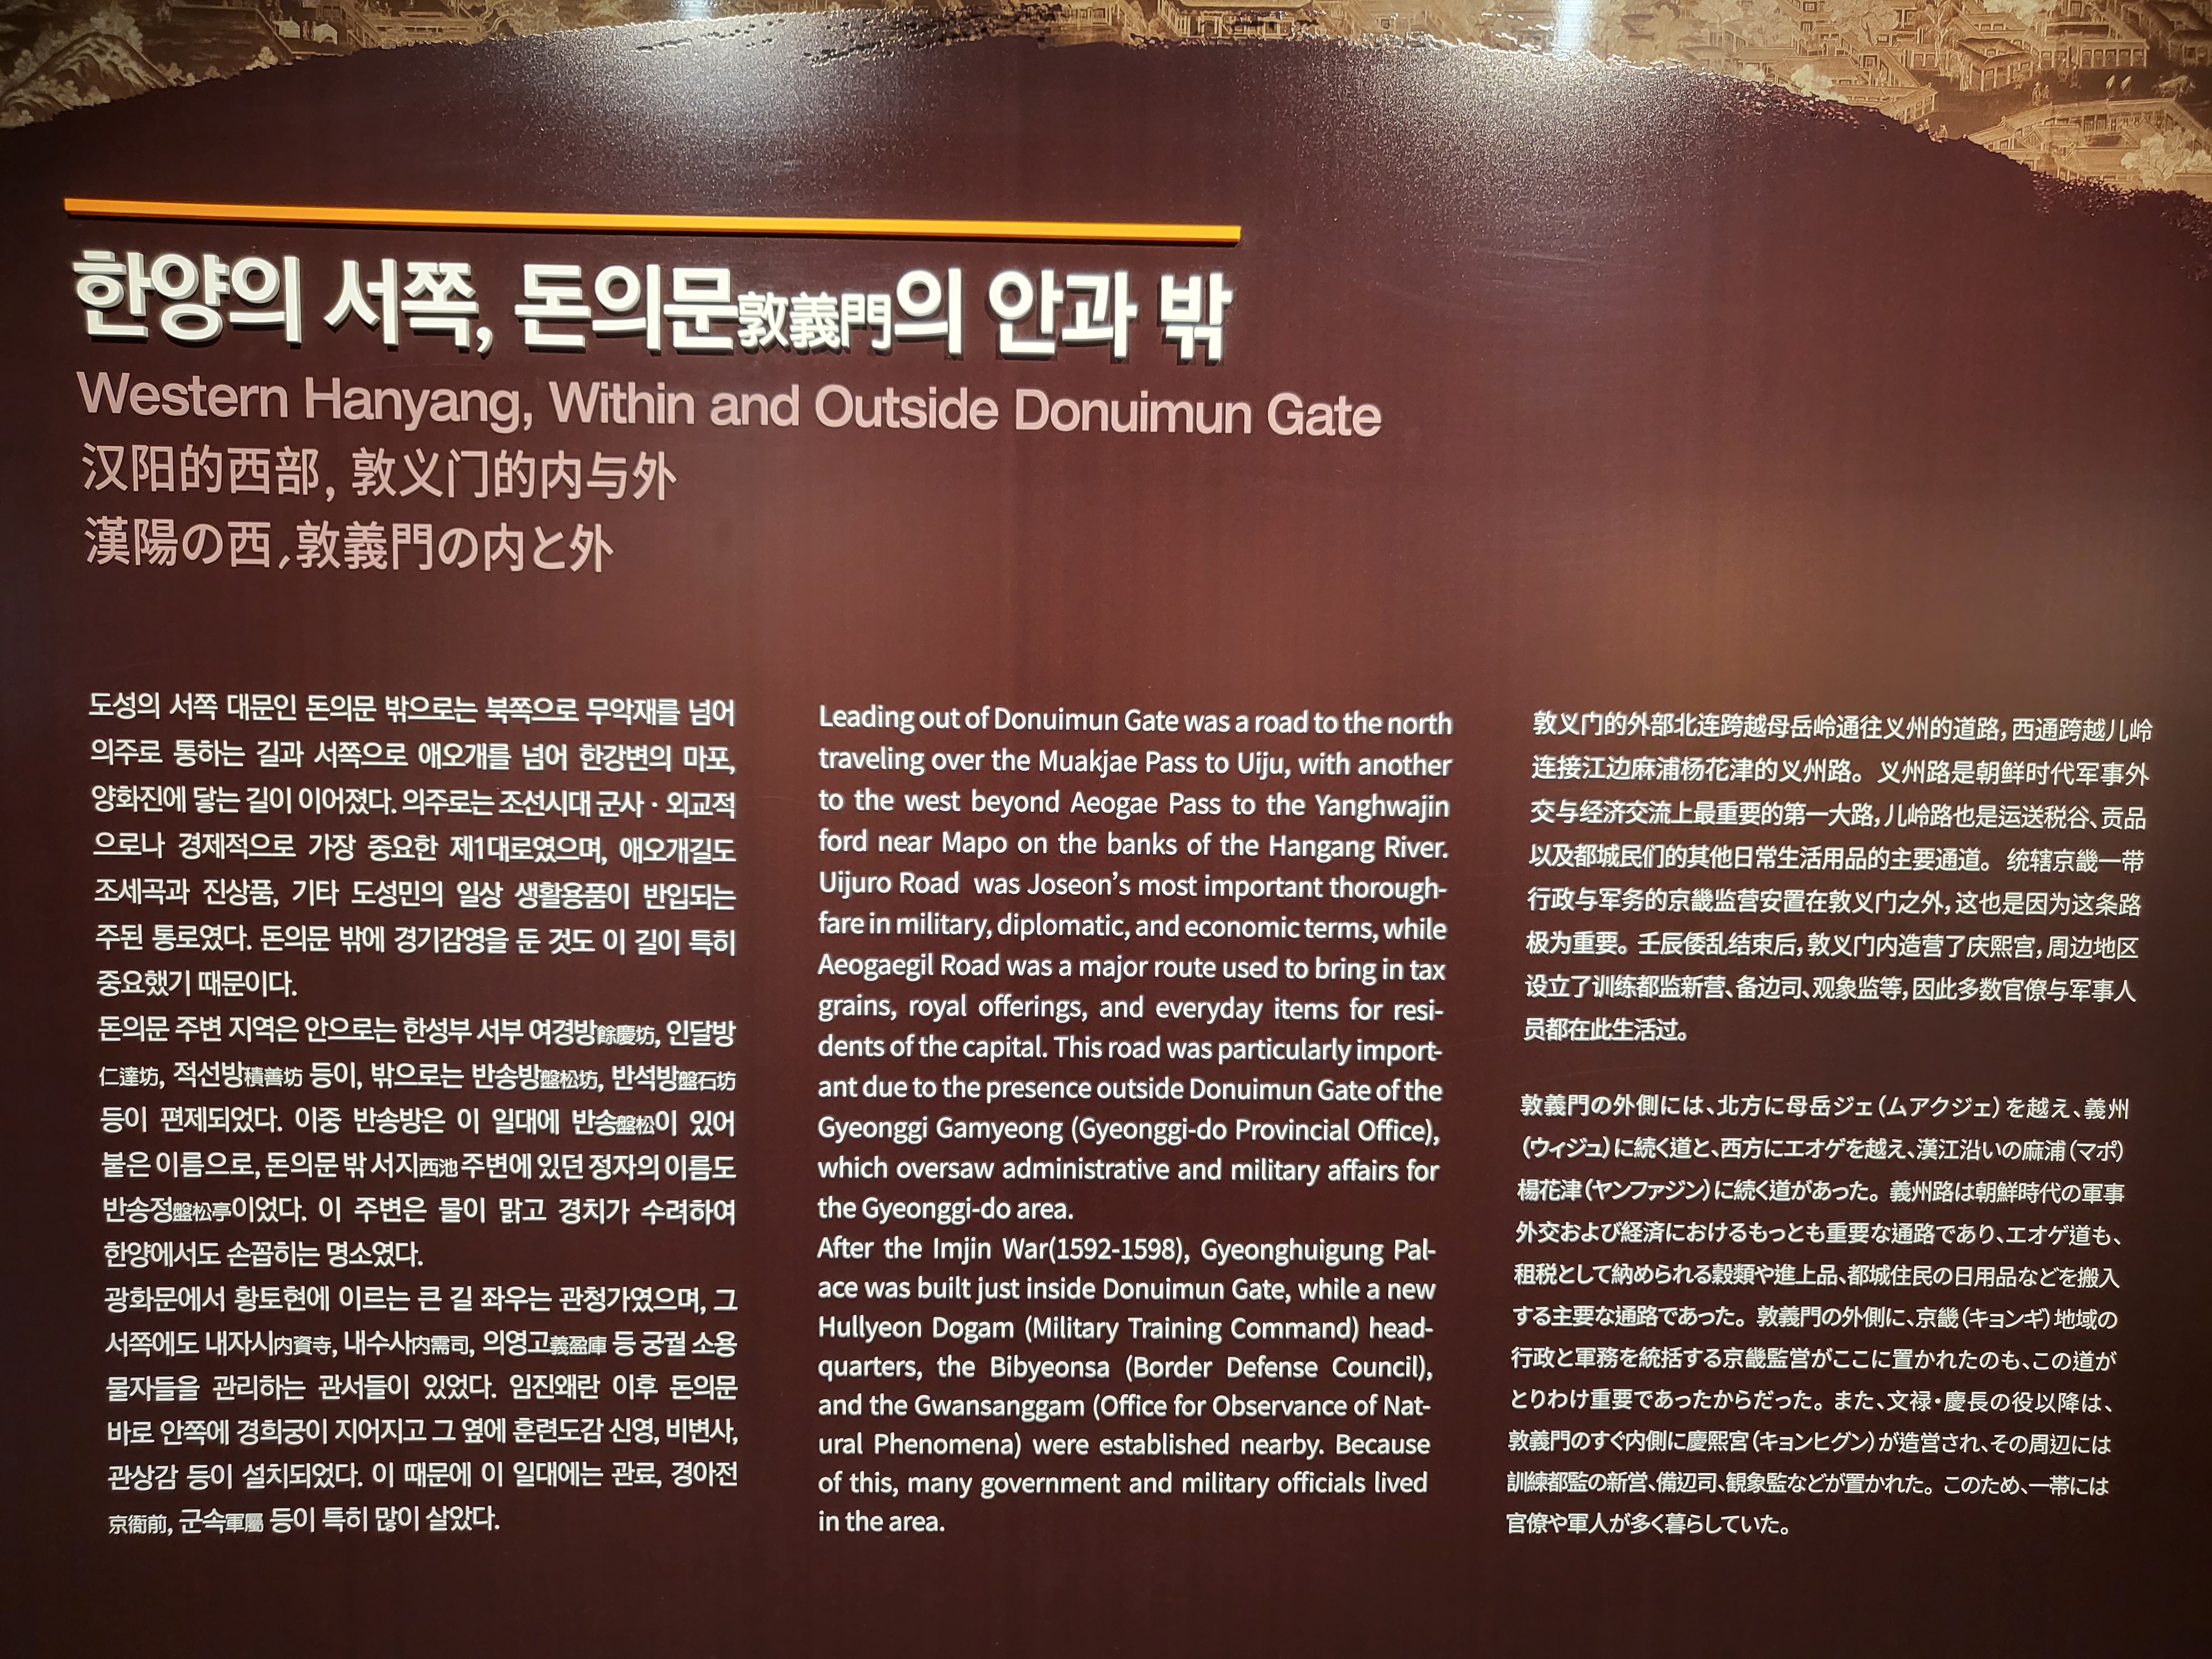 한양의 서쪽, 돈의문敦義門의 안과 밖
Western Hanyang, Within and Outside Donuimun Gate
汉阳的西部, 敦义门的内与外
漢陽の西、敦義門の内と外
도성의 서쪽 대문인 돈의문 밖으로는 북쪽으로 무악재를 넘어
의주로 통하는 길과 서쪽으로 애오개를 넘어 한강변의 마포,
양화진에 닿는 길이 이어졌다. 의주로는 조선시대 군사 · 외교적
으로나 경제적으로 가장 중요한 제1대로였으며, 애오개길도
조세곡과 진상품, 기타 도성민의 일상 생활용품이 반입되는
주된 통로였다. 돈의문 밖에 경기감영을 둔 것도 이 길이 특히
중요했기 때문이다.
돈의문 주변 지역은 안으로는 한성부 서부 여경방餘慶坊, 인달방
仁達坊, 적선방積善坊 등이, 밖으로는 반송방盤松坊, 반석방盤石坊
등이 편제되었다. 이중 반송방은 이 일대에 반송盤松이 있어
붙은 이름으로, 돈의문 밖 서지西池 주변에 있던 정자의 이름도
반송정盤松亭이었다. 이 주변은 물이 맑고 경치가 수려하여
한양에서도 손꼽히는 명소였다.
광화문에서 황토현에 이르는 큰 길 좌우는 관청가였으며, 그
서쪽에도 내자시内資寺, 내수사内需司, 의영고義盈庫 등 궁궐 소용
물자들을 관리하는 관서들이 있었다. 임진왜란 이후 돈의문
바로 안쪽에 경희궁이 지어지고 그 옆에 훈련도감 신영, 비변사,
관상감 등이 설치되었다. 이 때문에 이 일대에는 관료, 경아전
京衙前, 군속軍屬 등이 특히 많이 살았다.
Leading out of Donuimun Gate was a road to the north
traveling over the Muakjae Pass to Uiju, with another
to the west beyond Aeogae Pass to the Yanghwajin
ford near Mapo on the banks of the Hangang River.
Uijuro Road was Joseon's most important thorough-
fare in military, diplomatic, and economic terms, while
Aeogaegil Road was a major route used to bring in tax
grains, royal offerings, and everyday items for resi-
dents of the capital. This road was particularly import-
ant due to the presence outside Donuimun Gate of the
Gyeonggi Gamyeong (Gyeonggi-do Provincial Office),
which oversaw administrative and military affairs for
the Gyeonggi-do area.
After the Imjin War(1592-1598), Gyeonghuigung Pal-
ace was built just inside Donuimun Gate, while a new
Hullyeon Dogam (Military Training Command) head-
quarters, the Bibyeonsa (Border Defense Council),
and the Gwansanggam (Office for Observance of Nat-
ural Phenomena) were established nearby. Because
of this, many government and military officials lived
in the area.
敦义门的外部北连跨越母岳岭通往义州的道路, 西通跨越儿岭
连接江边麻浦杨花津的义州路。 义州路是朝鲜时代军事外
交与经济交流上最重要的第一大路, 儿岭路也是运送税谷、贡品
以及都城民们的其他日常生活用品的主要通道。 统辖京畿一带
行政与军务的京畿监营安置在敦义门之外, 这也是因为这条路
极为重要。 壬辰倭乱结束后, 敦义门内造营了庆熙宫, 周边地区
设立了训练都监新营、备边司、观象监等, 因此多数官僚与军事人
员都在此生活过。
敦義門の外側には、北方に母岳ジェ(ムアクジェ)を越え、義州
(ウィジュ)に続く道と、西方にエオゲを越え、漢江沿いの麻浦(マポ)
楊花津(ヤンファジン)に続く道があった。義州路は朝鮮時代の軍事
外交および経済におけるもっとも重要な通路であり、エオゲ道も、
租税として納められる穀類や進上品、都城住民の日用品などを搬入
する主要な通路であった。敦義門の外側に、京畿(キョンギ)地域の
行政と軍務を統括する京畿監営がここに置かれたのも、この道が
とりわけ重要であったからだった。また、文禄・慶長の役以降は、
敦義門のすぐ内側に慶熙宮(キョンヒグン)が造営され、その周辺には
訓練都監の新営、備辺司、観象監などが置かれた。このため、一帯には
官僚や軍人が多く暮らしていた。